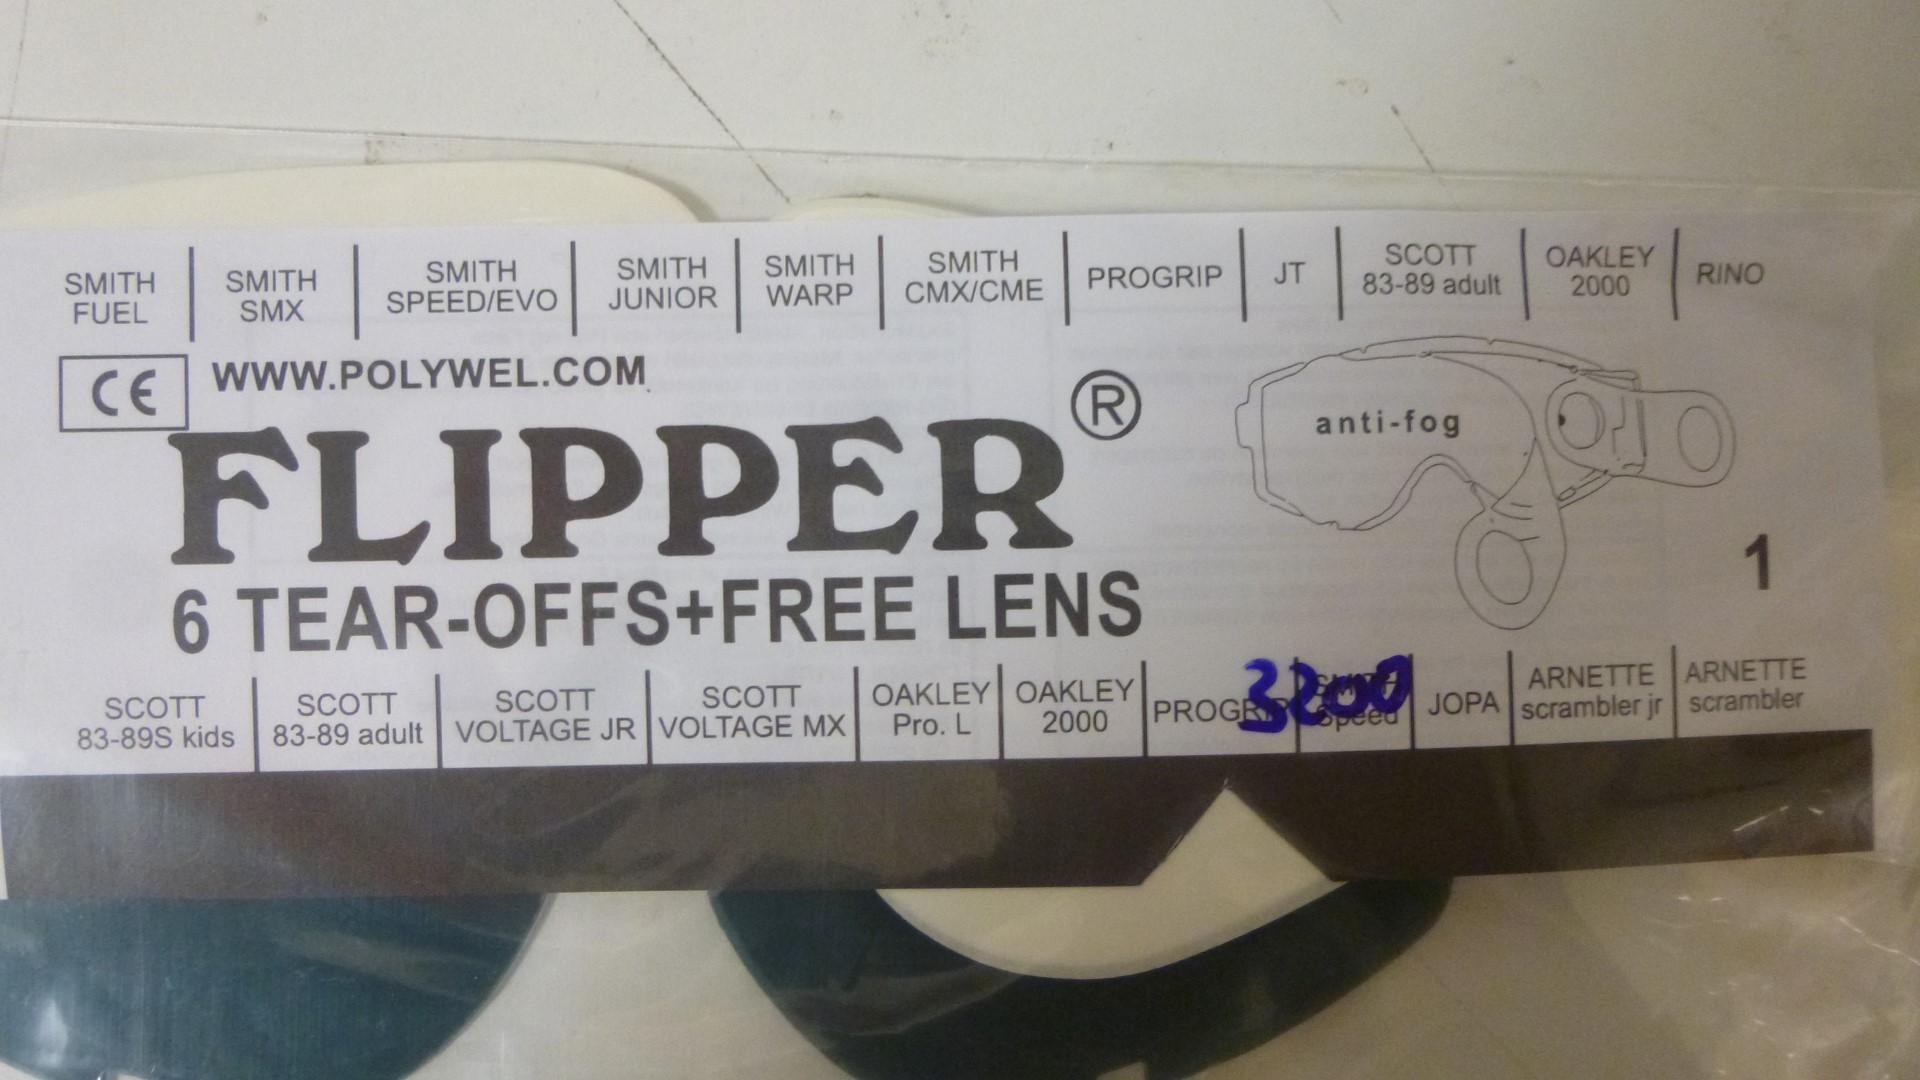 SMITH FUEL
SMITH SMX
SMITH SPEED/EVO
SMITH JUNIOR
SMITH WARP
SMITH CMX/CME
PROGRIP
JT
SCOTT 83-89 adult
OAKLEY 2000
RINO
CE
WWW.POLYWEL.COM
FLIPPER®
anti-fog
6 TEAR-OFFS+FREE LENS
1
SCOTT 83-89S kids
SCOTT 83-89 adult
SCOTT VOLTAGE JR
SCOTT VOLTAGE MX
OAKLEY Pro. L
OAKLEY 2000
PROGRIP
3200
SMITH Speed
JOPA
ARNETTE scrambler jr
ARNETTE scrambler